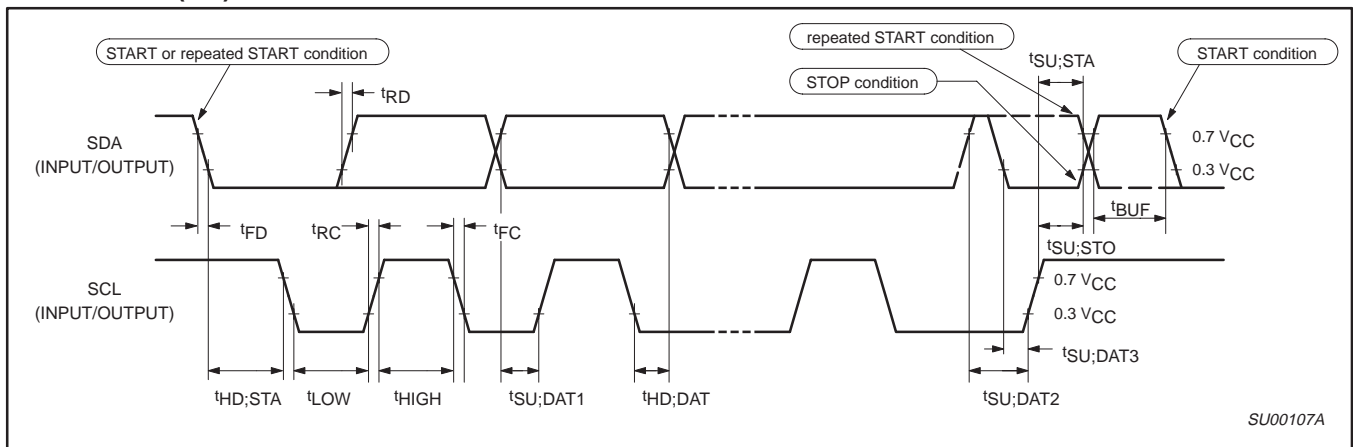 repeated START condition
START or repeated START condition
tSU;STA
START condition
STOP condition
tRD
SDA
(INPUT/OUTPUT)
0.7 VCC
0.3 VCC
tBUF
tFD
tRC
tFC
tSU;STO
SCL
(INPUT/OUTPUT)
0.7 VCC
0.3 VCC
tSU;DAT3
tHD;STA
tLOW
tHIGH
tSU;DAT1
tHD;DAT
tSU;DAT2
SU00107A